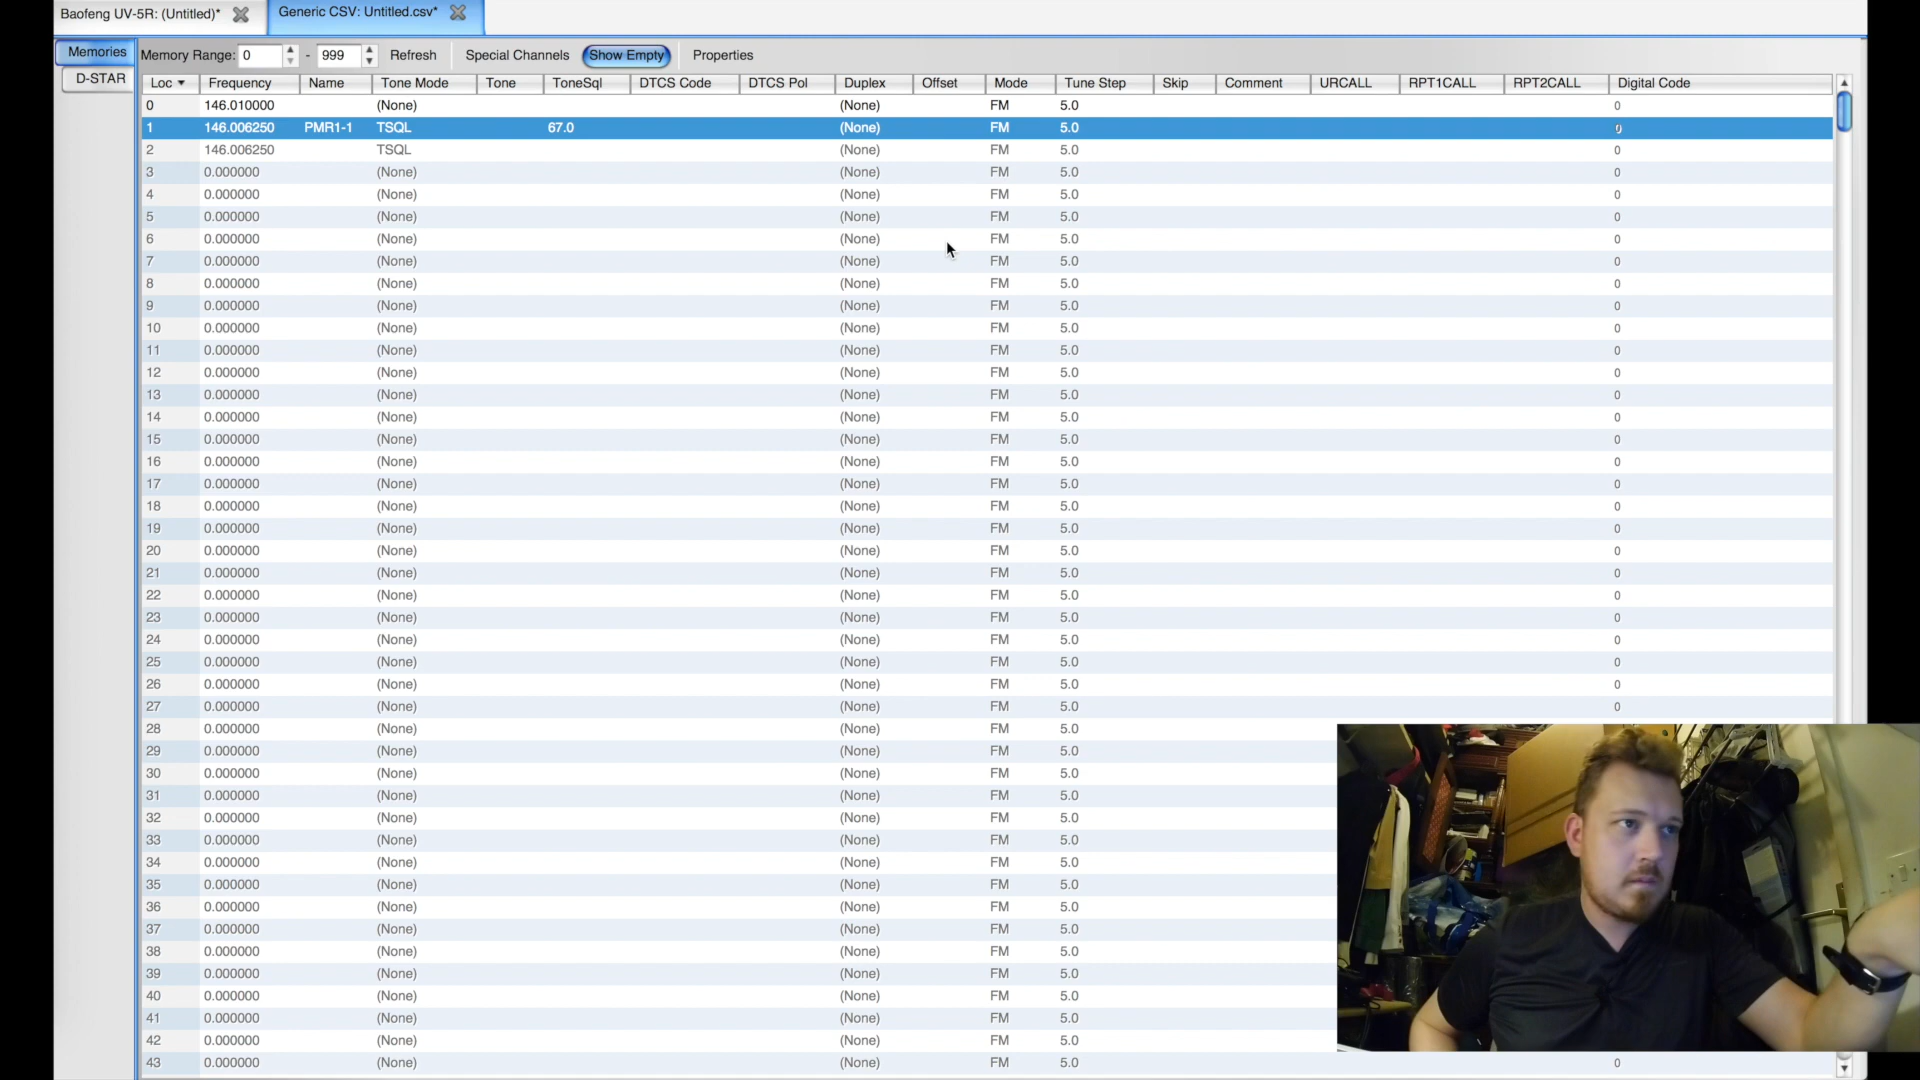 Baofeng UV-5R: (Untitled)* Generic CSV: Untitled.csv*
Memories Memory Range: 0 - 999 Refresh Special Channels Show Empty Properties
D-STAR Loc Frequency Name Tone Mode Tone ToneSql DTCS Code DTCS Pol Duplex Offset Mode Tune Step Skip Comment URCALL RPT1CALL RPT2CALL Digital Code
0 146.010000 (None) (None) FM 5.0 0
1 146.006250 PMR1-1 TSQL 67.0 (None) FM 5.0 0
2 146.006250 TSQL (None) FM 5.0 0
3 0.000000 (None) (None) FM 5.0 0
4 0.000000 (None) (None) FM 5.0 0
5 0.000000 (None) (None) FM 5.0 0
6 0.000000 (None) (None) FM 5.0 0
7 0.000000 (None) (None) FM 5.0 0
8 0.000000 (None) (None) FM 5.0 0
9 0.000000 (None) (None) FM 5.0 0
10 0.000000 (None) (None) FM 5.0 0
11 0.000000 (None) (None) FM 5.0 0
12 0.000000 (None) (None) FM 5.0 0
13 0.000000 (None) (None) FM 5.0 0
14 0.000000 (None) (None) FM 5.0 0
15 0.000000 (None) (None) FM 5.0 0
16 0.000000 (None) (None) FM 5.0 0
17 0.000000 (None) (None) FM 5.0 0
18 0.000000 (None) (None) FM 5.0 0
19 0.000000 (None) (None) FM 5.0 0
20 0.000000 (None) (None) FM 5.0 0
21 0.000000 (None) (None) FM 5.0 0
22 0.000000 (None) (None) FM 5.0 0
23 0.000000 (None) (None) FM 5.0 0
24 0.000000 (None) (None) FM 5.0 0
25 0.000000 (None) (None) FM 5.0 0
26 0.000000 (None) (None) FM 5.0 0
27 0.000000 (None) (None) FM 5.0 0
28 0.000000 (None) (None) FM 5.0
29 0.000000 (None) (None) FM 5.0
30 0.000000 (None) (None) FM 5.0
31 0.000000 (None) (None) FM 5.0
32 0.000000 (None) (None) FM 5.0
33 0.000000 (None) (None) FM 5.0
34 0.000000 (None) (None) FM 5.0
35 0.000000 (None) (None) FM 5.0
36 0.000000 (None) (None) FM 5.0
37 0.000000 (None) (None) FM 5.0
38 0.000000 (None) (None) FM 5.0
39 0.000000 (None) (None) FM 5.0
40 0.000000 (None) (None) FM 5.0
41 0.000000 (None) (None) FM 5.0
42 0.000000 (None) (None) FM 5.0
43 0.000000 (None) (None) FM 5.0 0